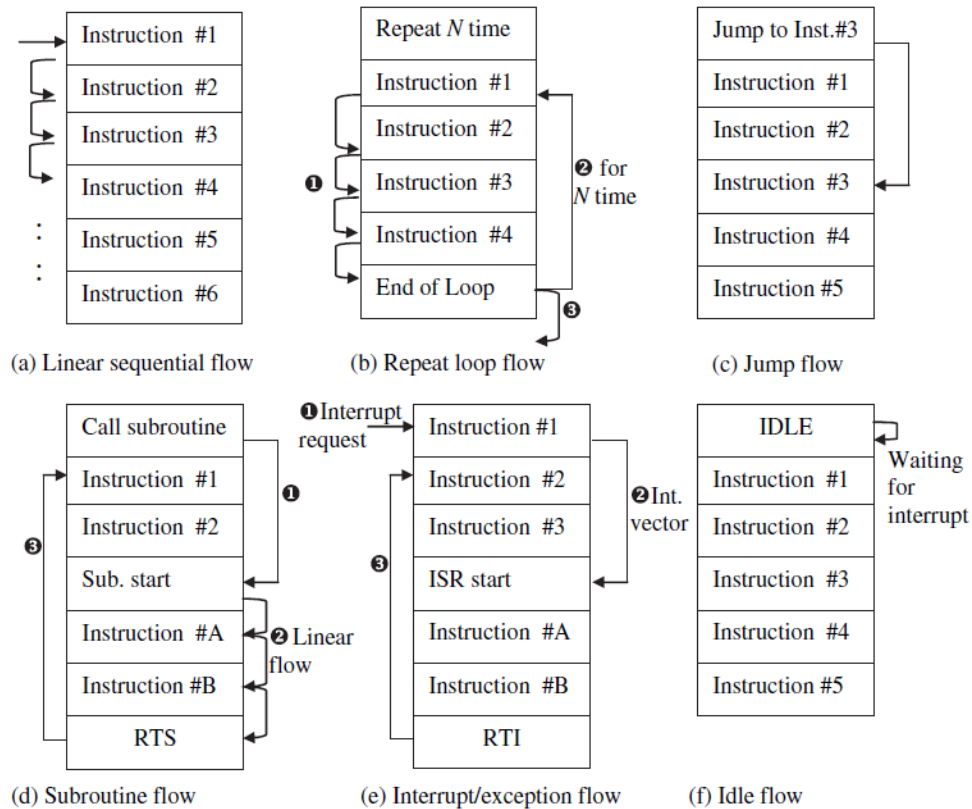 Instruction #1
Instruction #2
Instruction #3
Instruction #4
Instruction #5
Instruction #6
(a) Linear sequential flow
Repeat N time
Instruction #1
Instruction #2
Instruction #3
Instruction #4
End of Loop
❶
❷ for
N time
❸
(b) Repeat loop flow
Jump to Inst.#3
Instruction #1
Instruction #2
Instruction #3
Instruction #4
Instruction #5
(c) Jump flow
Call subroutine
Instruction #1
Instruction #2
Sub. start
Instruction #A
Instruction #B
RTS
❶
❷ Linear
flow
❸
(d) Subroutine flow
❶ Interrupt
request
Instruction #1
Instruction #2
Instruction #3
ISR start
Instruction #A
Instruction #B
RTI
❷ Int.
vector
❸
(e) Interrupt/exception flow
IDLE
Instruction #1
Instruction #2
Instruction #3
Instruction #4
Instruction #5
Waiting
for
interrupt
(f) Idle flow